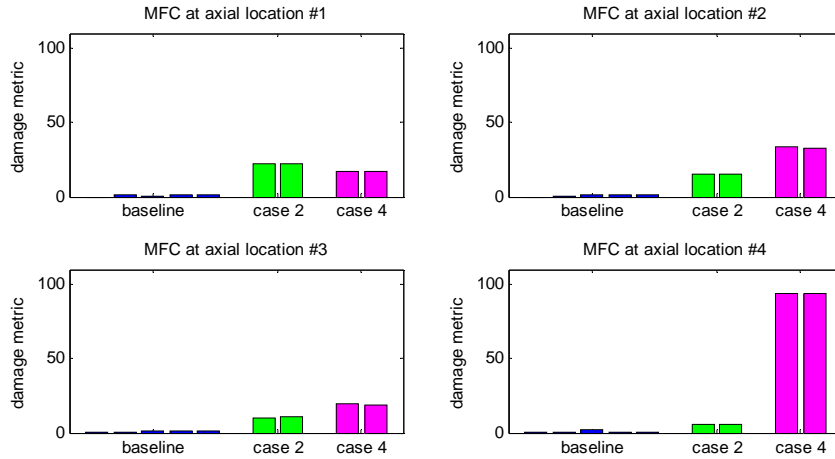 MFC at axial location #1
100
50
0
damage metric
baseline
case 2
case 4
MFC at axial location #2
100
50
0
damage metric
baseline
case 2
case 4
MFC at axial location #3
100
50
0
damage metric
baseline
case 2
case 4
MFC at axial location #4
100
50
0
damage metric
baseline
case 2
case 4